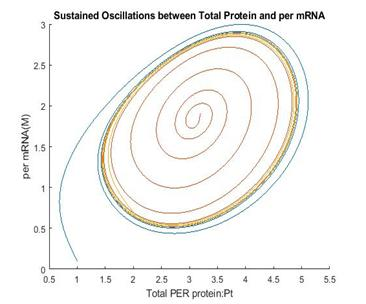 Sustained Oscillations between Total Protein and per mRNA
3
2.5
2
1.5
1
0.5
0
per mRNA(M)
0.5 1 1.5 2 2.5 3 3.5 4 4.5 5 5.5
Total PER protein:Pt